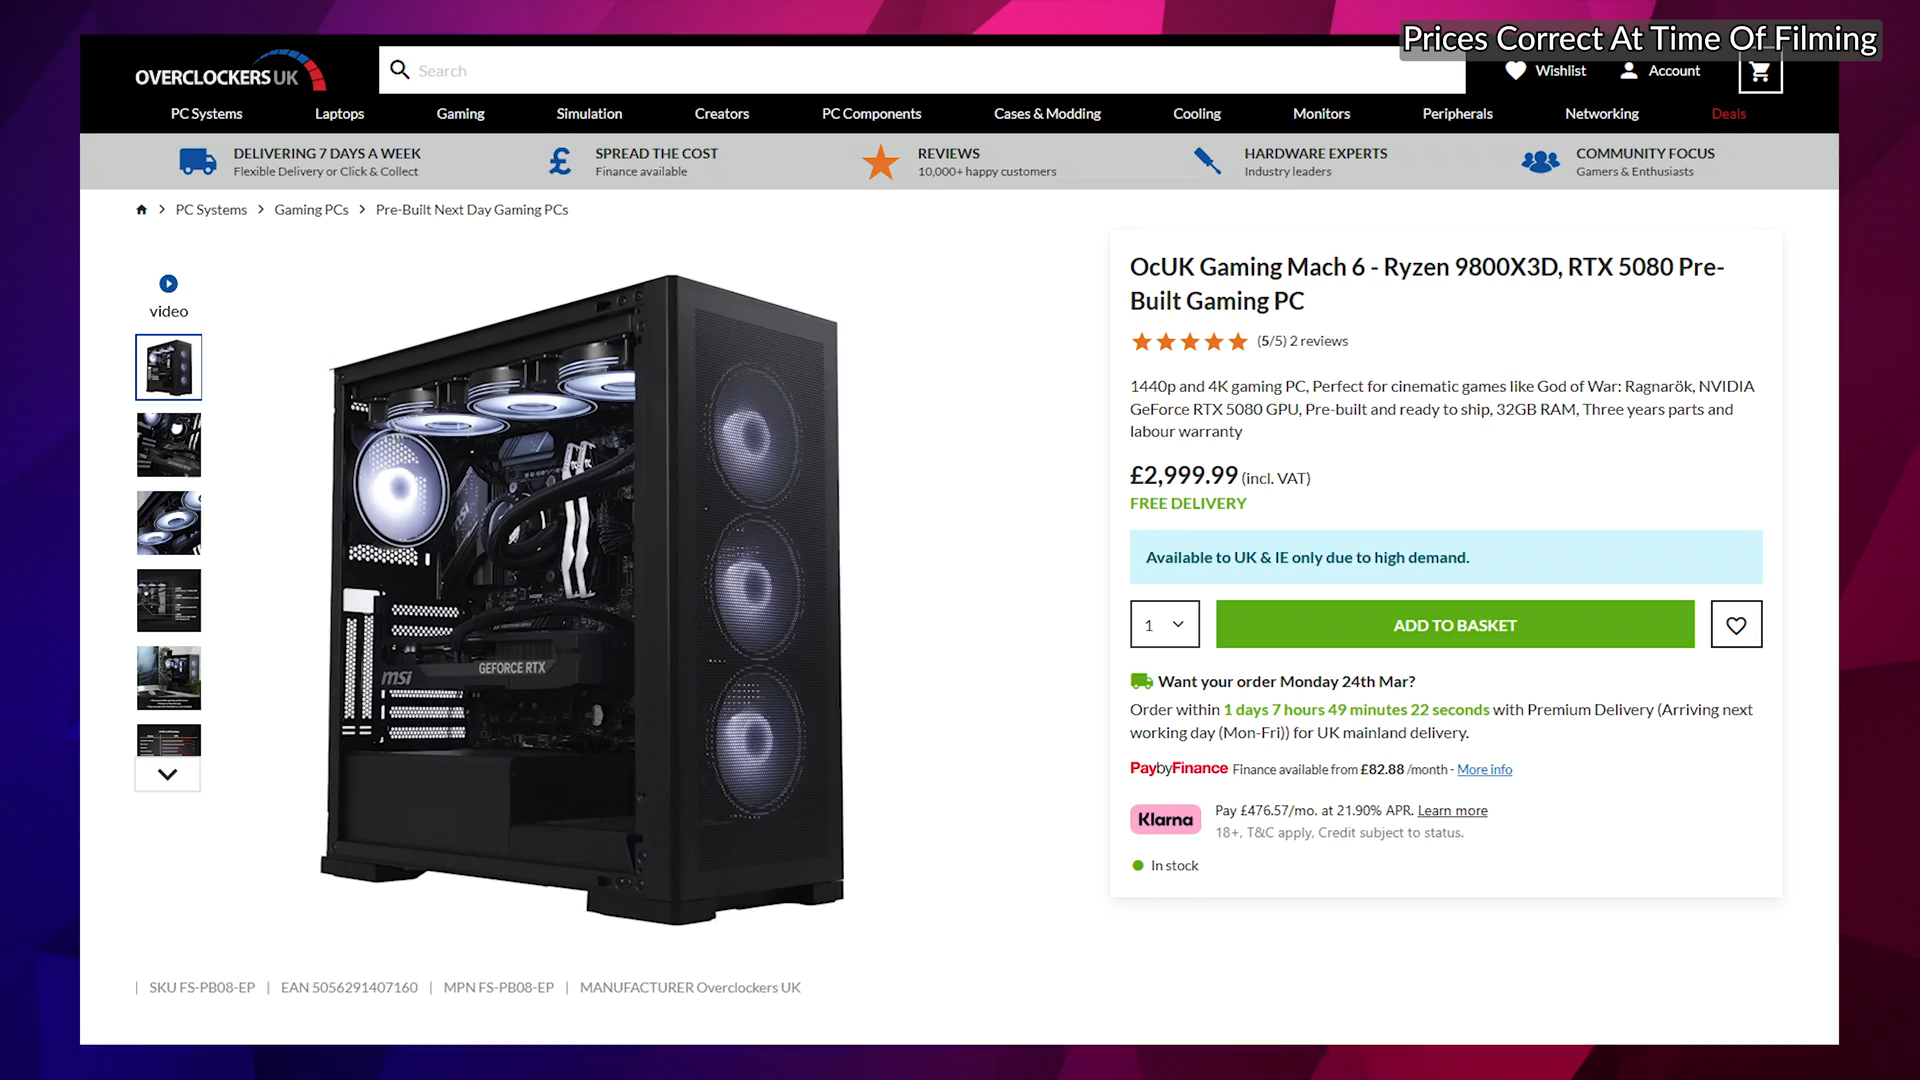 Prices Correct At Time Of Filming
OVERCLOCKERS UK
Search
Wishlist
Account
PC Systems
Laptops
Gaming
Simulation
Creators
PC Components
Cases & Modding
Cooling
Monitors
Peripherals
Networking
Deals
DELIVERING 7 DAYS A WEEK
Flexible Delivery or Click & Collect
SPREAD THE COST
Finance available
REVIEWS
10,000+ happy customers
HARDWARE EXPERTS
Industry leaders
COMMUNITY FOCUS
Gamers & Enthusiasts
PC Systems > Gaming PCs > Pre-Built Next Day Gaming PCs
video
msi
GEFORCE RTX
OcUK Gaming Mach 6 - Ryzen 9800X3D, RTX 5080 Pre-
Built Gaming PC
(5/5) 2 reviews
1440p and 4K gaming PC, Perfect for cinematic games like God of War: Ragnarök, NVIDIA
GeForce RTX 5080 GPU, Pre-built and ready to ship, 32GB RAM, Three years parts and
labour warranty
£2,999.99 (incl. VAT)
FREE DELIVERY
Available to UK & IE only due to high demand.
1
ADD TO BASKET
Want your order Monday 24th Mar?
Order within 1 days 7 hours 49 minutes 22 seconds with Premium Delivery (Arriving next
working day (Mon-Fri)) for UK mainland delivery.
PaybyFinance Finance available from £82.88 /month - More info
Klarna
Pay £476.57/mo. at 21.90% APR. Learn more
18+, T&C apply, Credit subject to status.
In stock
| SKU FS-PB08-EP | EAN 5056291407160 | MPN FS-PB08-EP | MANUFACTURER Overclockers UK